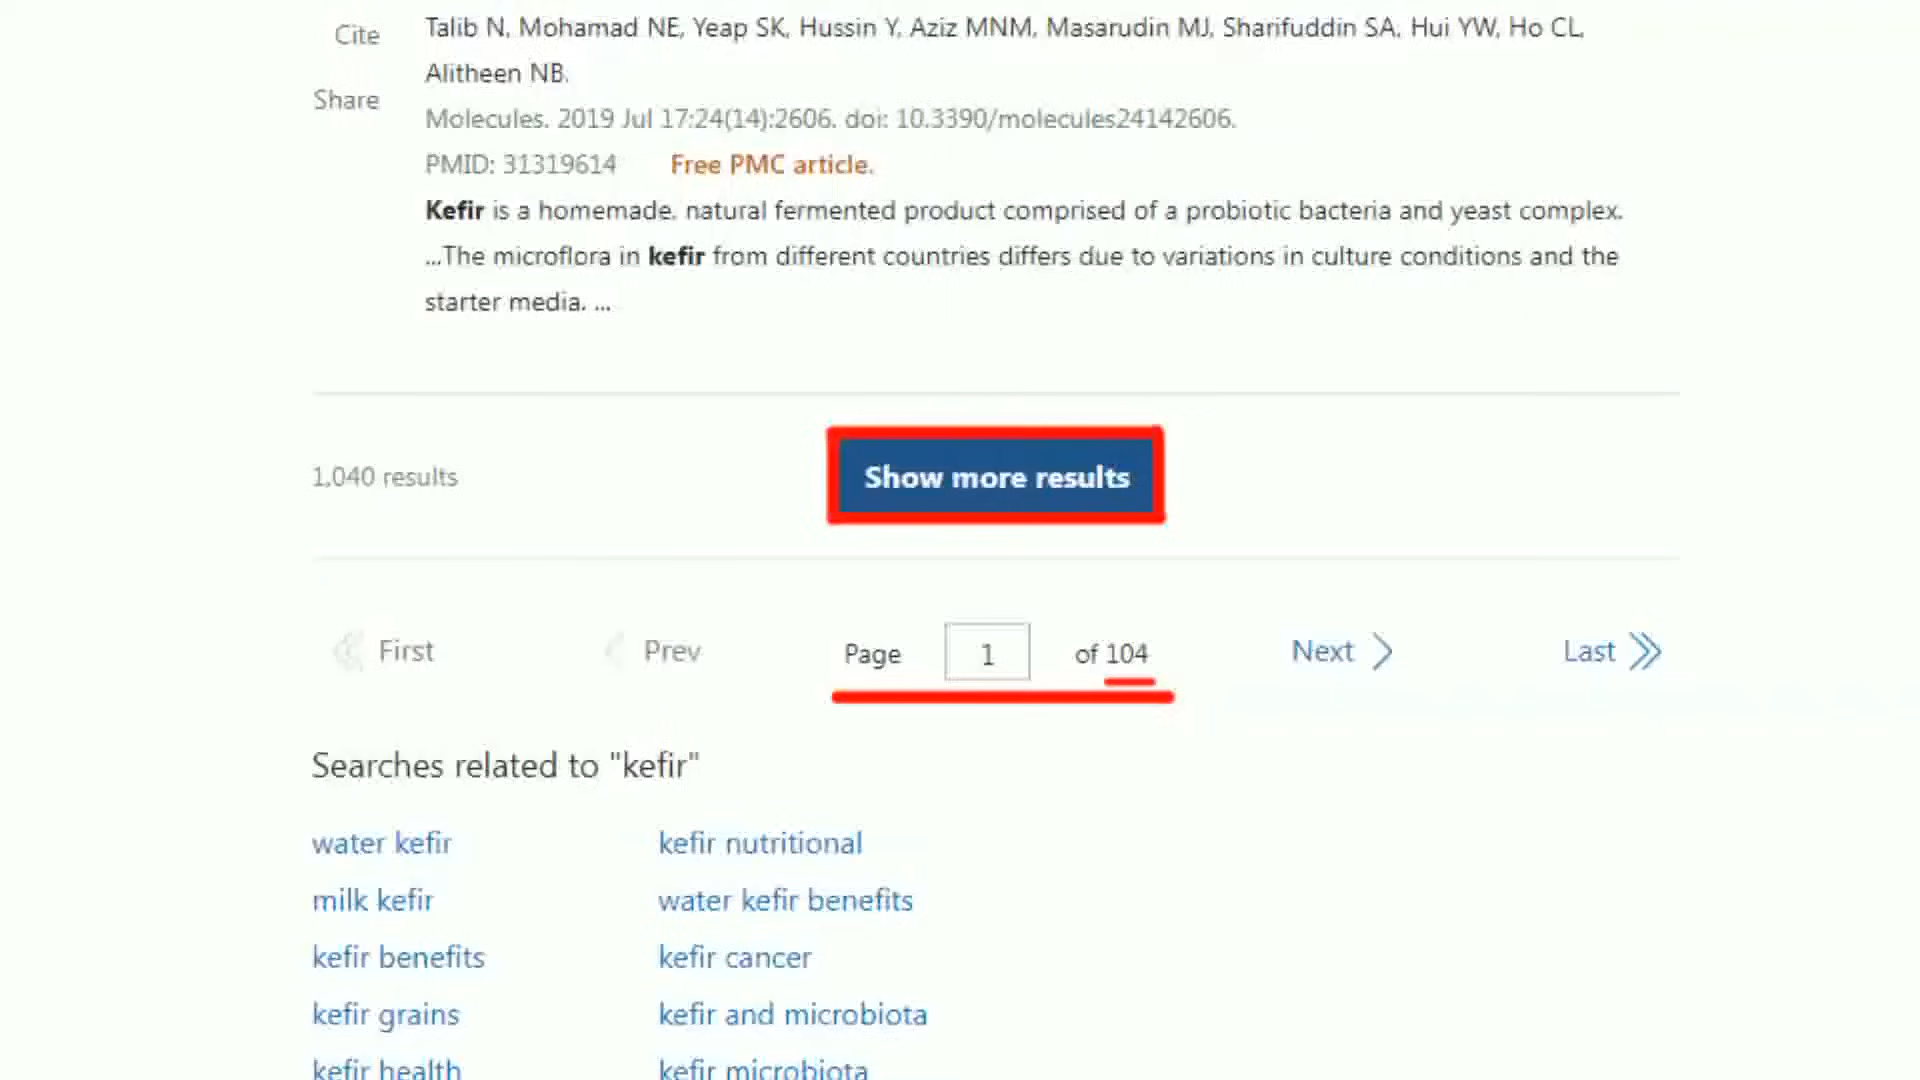 Cite
Talib N, Mohamad NE, Yeap SK, Hussin Y, Aziz MNM, Masarudin MJ, Sharifuddin SA, Hui YW, Ho CL,
Alitheen NB.
Share
Molecules. 2019 Jul 17;24(14):2606. doi: 10.3390/molecules24142606.
PMID: 31319614 Free PMC article.
Kefir is a homemade, natural fermented product comprised of a probiotic bacteria and yeast complex.
...The microflora in kefir from different countries differs due to variations in culture conditions and the
starter media. ...
1,040 results
Show more results
First Prev Page 1 of 104 Next Last
Searches related to "kefir"
water kefir kefir nutritional
milk kefir water kefir benefits
kefir benefits kefir cancer
kefir grains kefir and microbiota
kefir health kefir microbiota